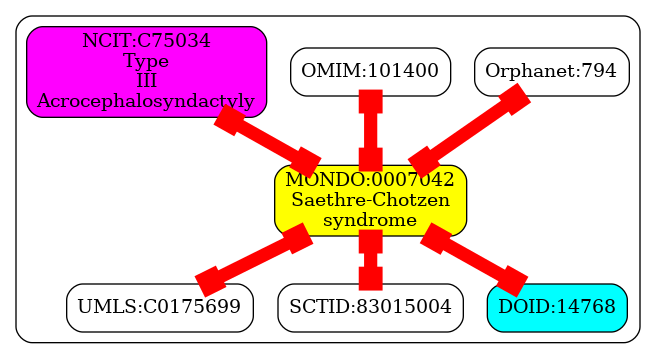 NCIT:C75034
Type
III
Acrocephalosyndactyly
OMIM:101400
Orphanet:794
MONDO:0007042
Saethre-Chotzen
syndrome
UMLS:C0175699
SCTID:83015004
DOID:14768